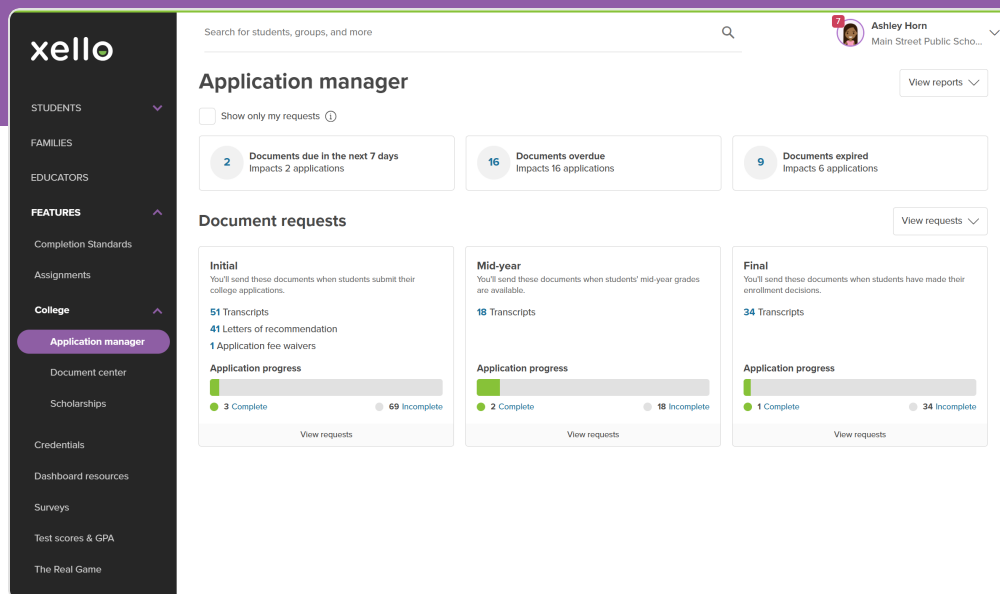 xello
STUDENTS
FAMILIES
EDUCATORS
FEATURES
Completion Standards
Assignments
College
Application manager
Document center
Scholarships
Credentials
Dashboard resources
Surveys
Test scores & GPA
The Real Game
Search for students, groups, and more
7
Ashley Horn
Main Street Public Scho...
Application manager
View reports
Show only my requests
2
Documents due in the next 7 days
Impacts 2 applications
16
Documents overdue
Impacts 16 applications
9
Documents expired
Impacts 6 applications
Document requests
View requests
Initial
You'll send these documents when students submit their
college applications.
51 Transcripts
41 Letters of recommendation
1 Application fee waivers
Application progress
3 Complete
69 Incomplete
View requests
Mid-year
You'll send these documents when students' mid-year grades
are available.
18 Transcripts
Application progress
2 Complete
18 Incomplete
View requests
Final
You'll send these documents when students have made their
enrollment decisions.
34 Transcripts
Application progress
1 Complete
34 Incomplete
View requests